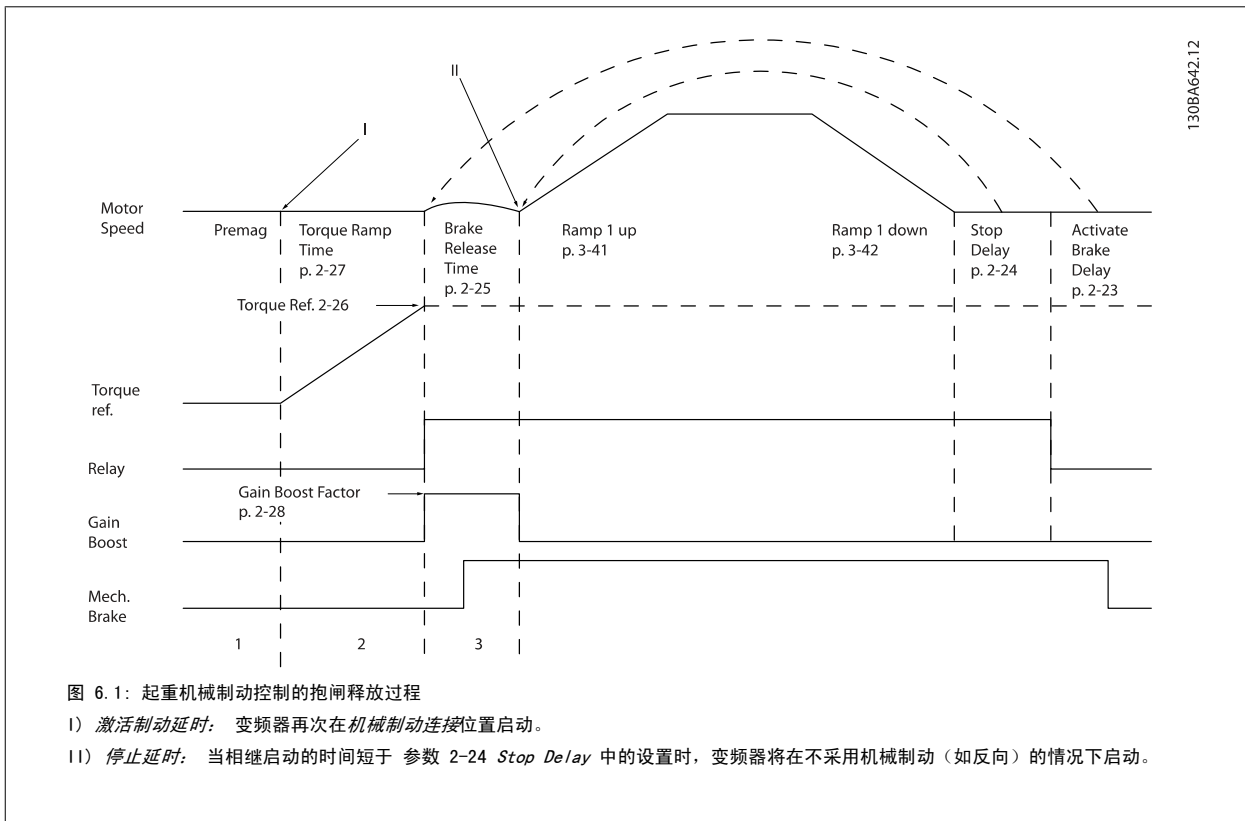 130BA642.12
II
I
Motor
Speed
Premag
Torque Ramp
Time
p. 2-27
Brake
Release
Time
p. 2-25
Ramp 1 up
p. 3-41
Ramp 1 down
p. 3-42
Stop
Delay
p. 2-24
Activate
Brake
Delay
p. 2-23
Torque Ref. 2-26
Torque
ref.
Relay
Gain Boost Factor
p. 2-28
Gain
Boost
Mech.
Brake
1
2
3
图 6.1: 起重机械制动控制的抱闸释放过程
I） 激活制动延时: 变频器再次在机械制动连接位置启动。
II） 停止延时: 当相继启动的时间短于 参数 2-24 Stop Delay 中的设置时，变频器将在不采用机械制动（如反向）的情况下启动。